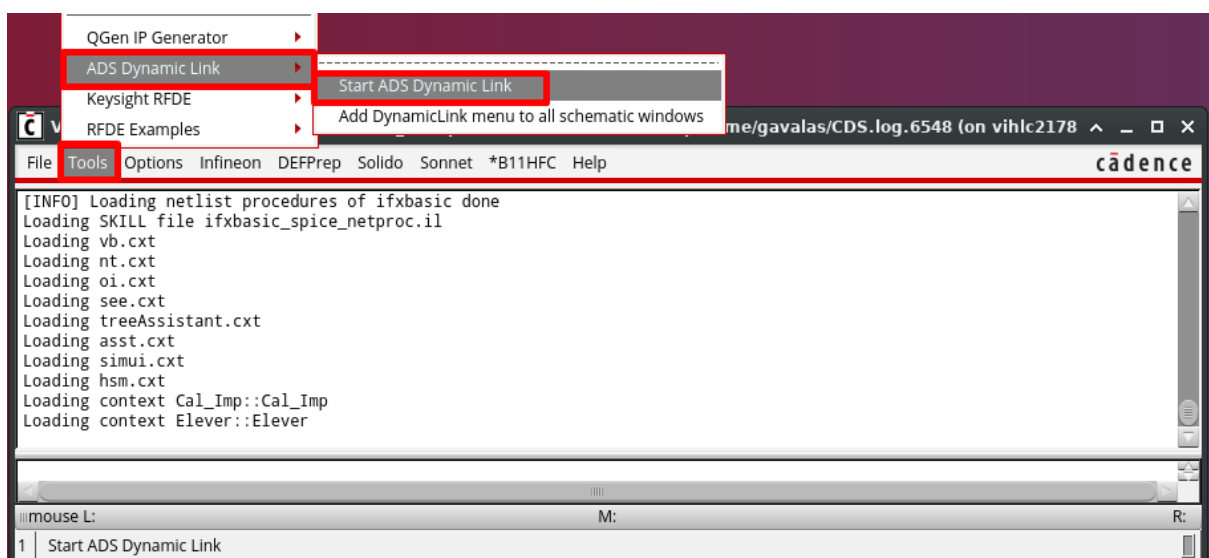 QGen IP Generator
ADS Dynamic Link
Start ADS Dynamic Link
Keysight RFDE
Add DynamicLink menu to all schematic windows
RFDE Examples
me/gavalas/CDS.log.6548 (on vihlc2178
File Tools Options Infineon DEFPrep Solido Sonnet *B11HFC Help
cādence
[INFO] Loading netlist procedures of ifxbasic done
Loading SKILL file ifxbasic_spice_netproc.il
Loading vb.cxt
Loading nt.cxt
Loading oi.cxt
Loading see.cxt
Loading treeAssistant.cxt
Loading asst.cxt
Loading simui.cxt
Loading hsm.cxt
Loading context Cal_Imp::Cal_Imp
Loading context Elever::Elever
mouse L: M: R:
1 Start ADS Dynamic Link